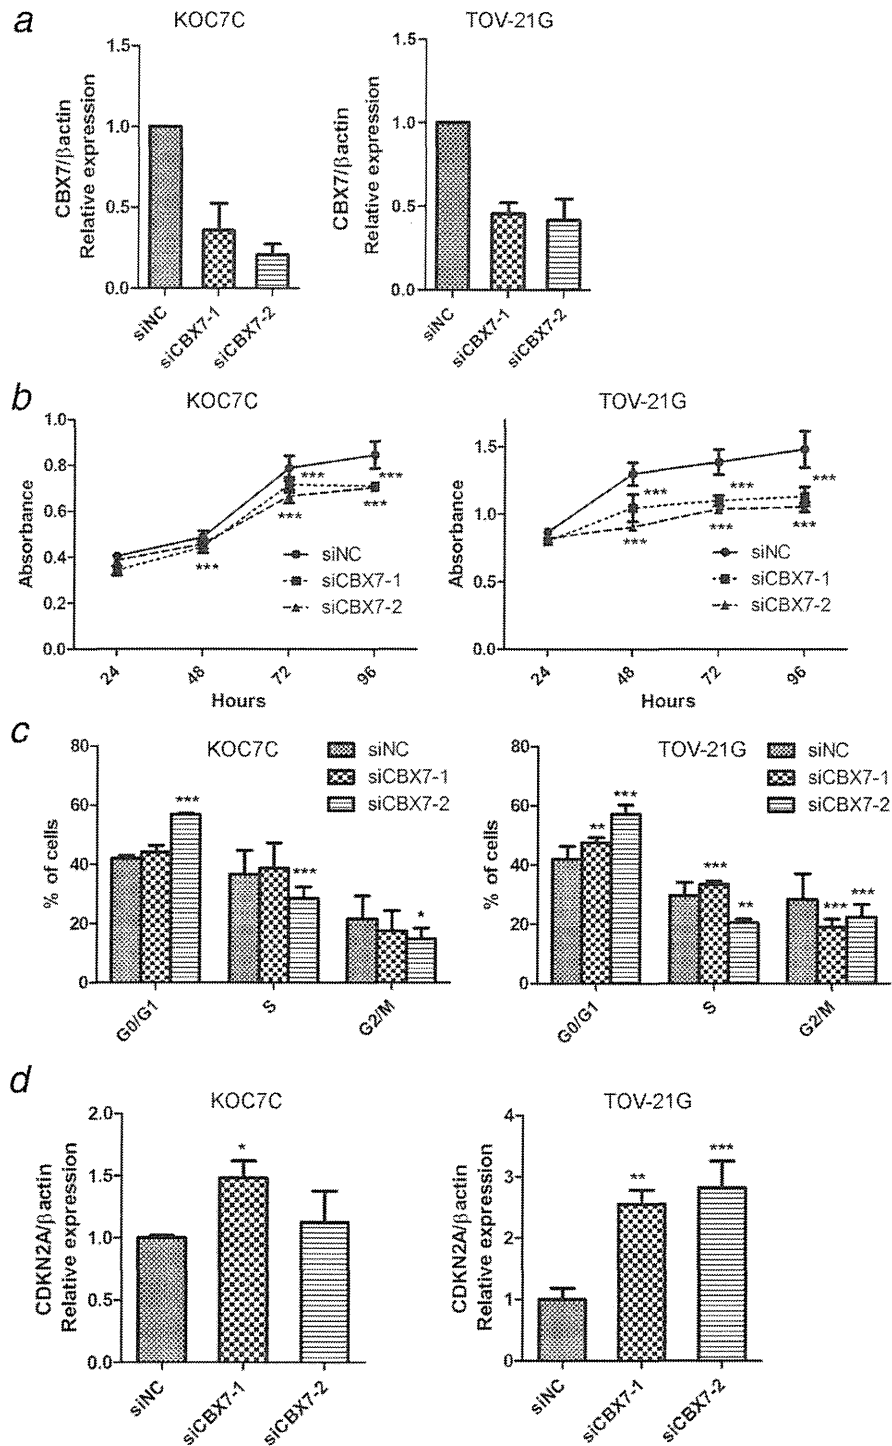 a
KOC7C
TOV-21G
CBX7/βactin
Relative expression
1.5
1.0
0.5
0.0
siNC
siCBX7-1
siCBX7-2
CBX7/βactin
Relative expression
1.5
1.0
0.5
0.0
siNC
siCBX7-1
siCBX7-2
b
KOC7C
TOV-21G
Absorbance
1.0
0.8
0.6
0.4
0.2
0.0
***
***
***
***
***
siNC
siCBX7-1
siCBX7-2
24
48
72
96
Hours
Absorbance
1.5
1.0
0.5
0.0
***
***
***
***
***
***
siNC
siCBX7-1
siCBX7-2
24
48
72
96
Hours
c
KOC7C
siNC
siCBX7-1
siCBX7-2
% of cells
80
60
40
20
0
***
***
*
G0/G1
S
G2/M
TOV-21G
siNC
siCBX7-1
siCBX7-2
% of cells
80
60
40
20
0
**
***
***
**
***
***
G0/G1
S
G2/M
d
KOC7C
TOV-21G
CDKN2A/βactin
Relative expression
2.0
1.5
1.0
0.5
0.0
*
siNC
siCBX7-1
siCBX7-2
CDKN2A/βactin
Relative expression
4
3
2
1
0
**
***
siNC
siCBX7-1
siCBX7-2